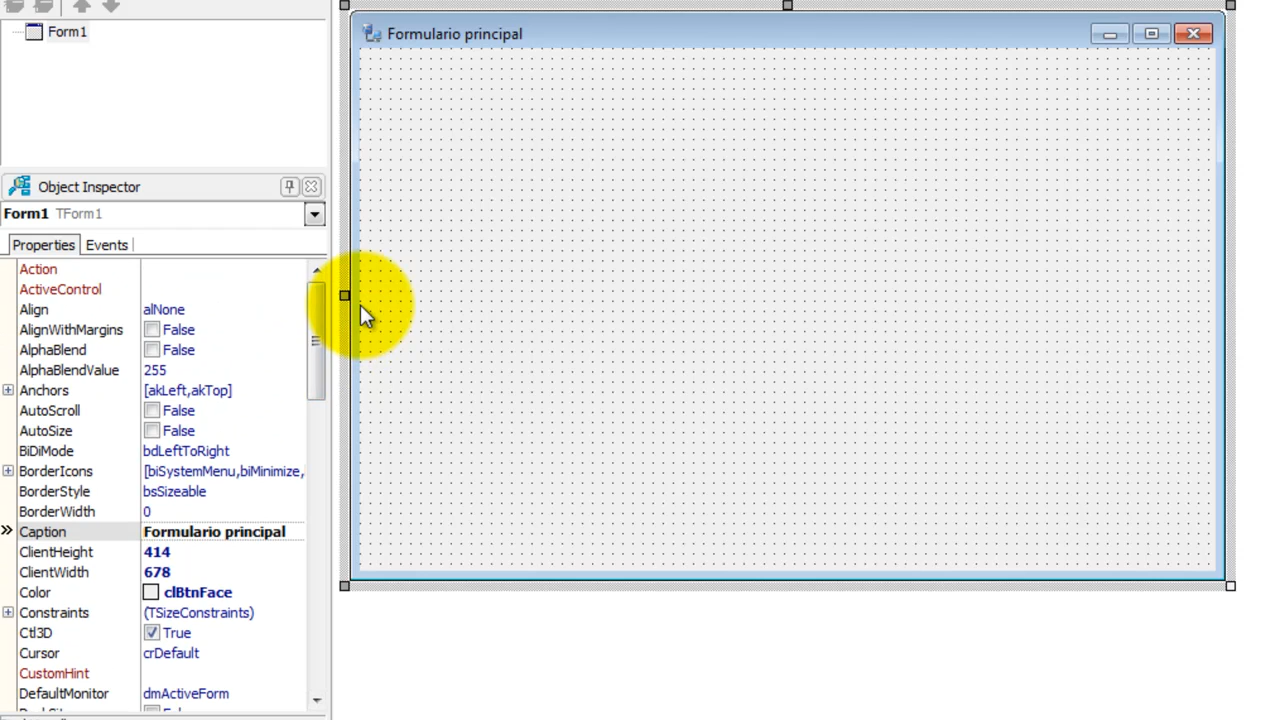 Form1
Formulario principal
Object Inspector
Form1 TForm1
Properties Events
Action
ActiveControl
Align alNone
AlignWithMargins False
AlphaBlend False
AlphaBlendValue 255
Anchors [akLeft,akTop]
AutoScroll False
AutoSize False
BiDiMode bdLeftToRight
BorderIcons [biSystemMenu,biMinimize,
BorderStyle bsSizeable
BorderWidth 0
Caption Formulario principal
ClientHeight 414
ClientWidth 678
Color clBtnFace
Constraints (TSizeConstraints)
Ctl3D True
Cursor crDefault
CustomHint
DefaultMonitor dmActiveForm